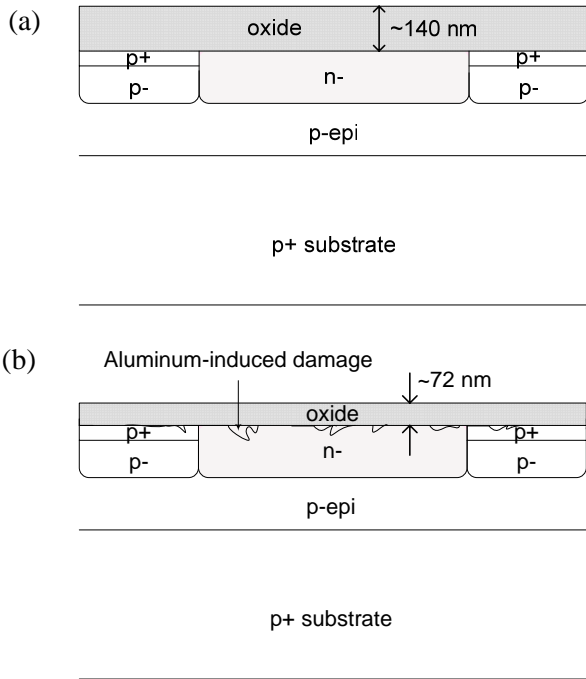 (a)
oxide
~140 nm
p+
p+
p-
n-
p-
p-epi
p+ substrate
(b)
Aluminum-induced damage
~72 nm
oxide
p+
p+
p-
n-
p-
p-epi
p+ substrate